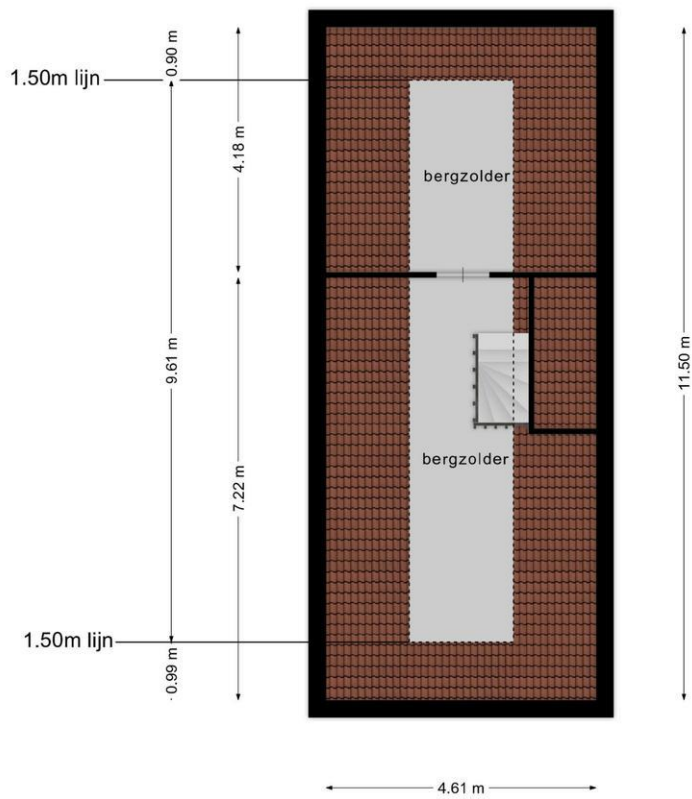 0.90 m
1.50m lijn
4.18 m
bergzolder
9.61 m
11.50 m
bergzolder
7.22 m
1.50m lijn
0.99 m
4.61 m